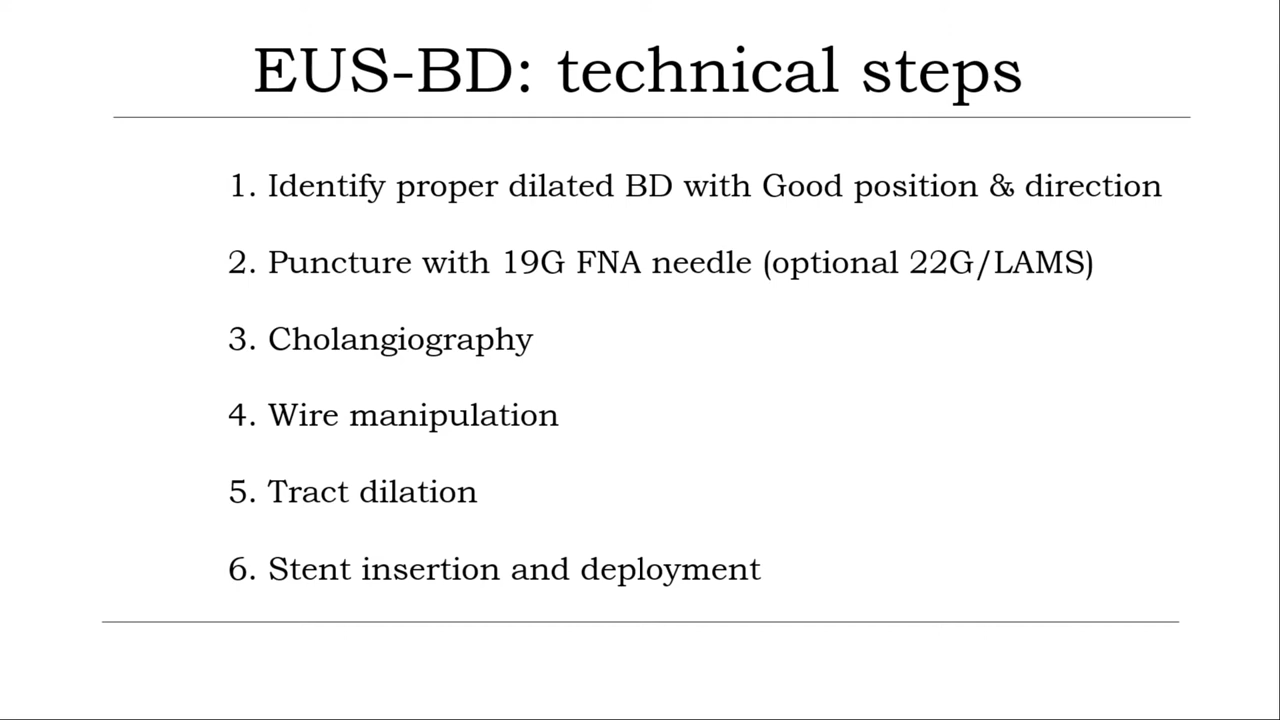 EUS-BD: technical steps
1. Identify proper dilated BD with Good position & direction
2. Puncture with 19G FNA needle (optional 22G/LAMS)
3. Cholangiography
4. Wire manipulation
5. Tract dilation
6. Stent insertion and deployment